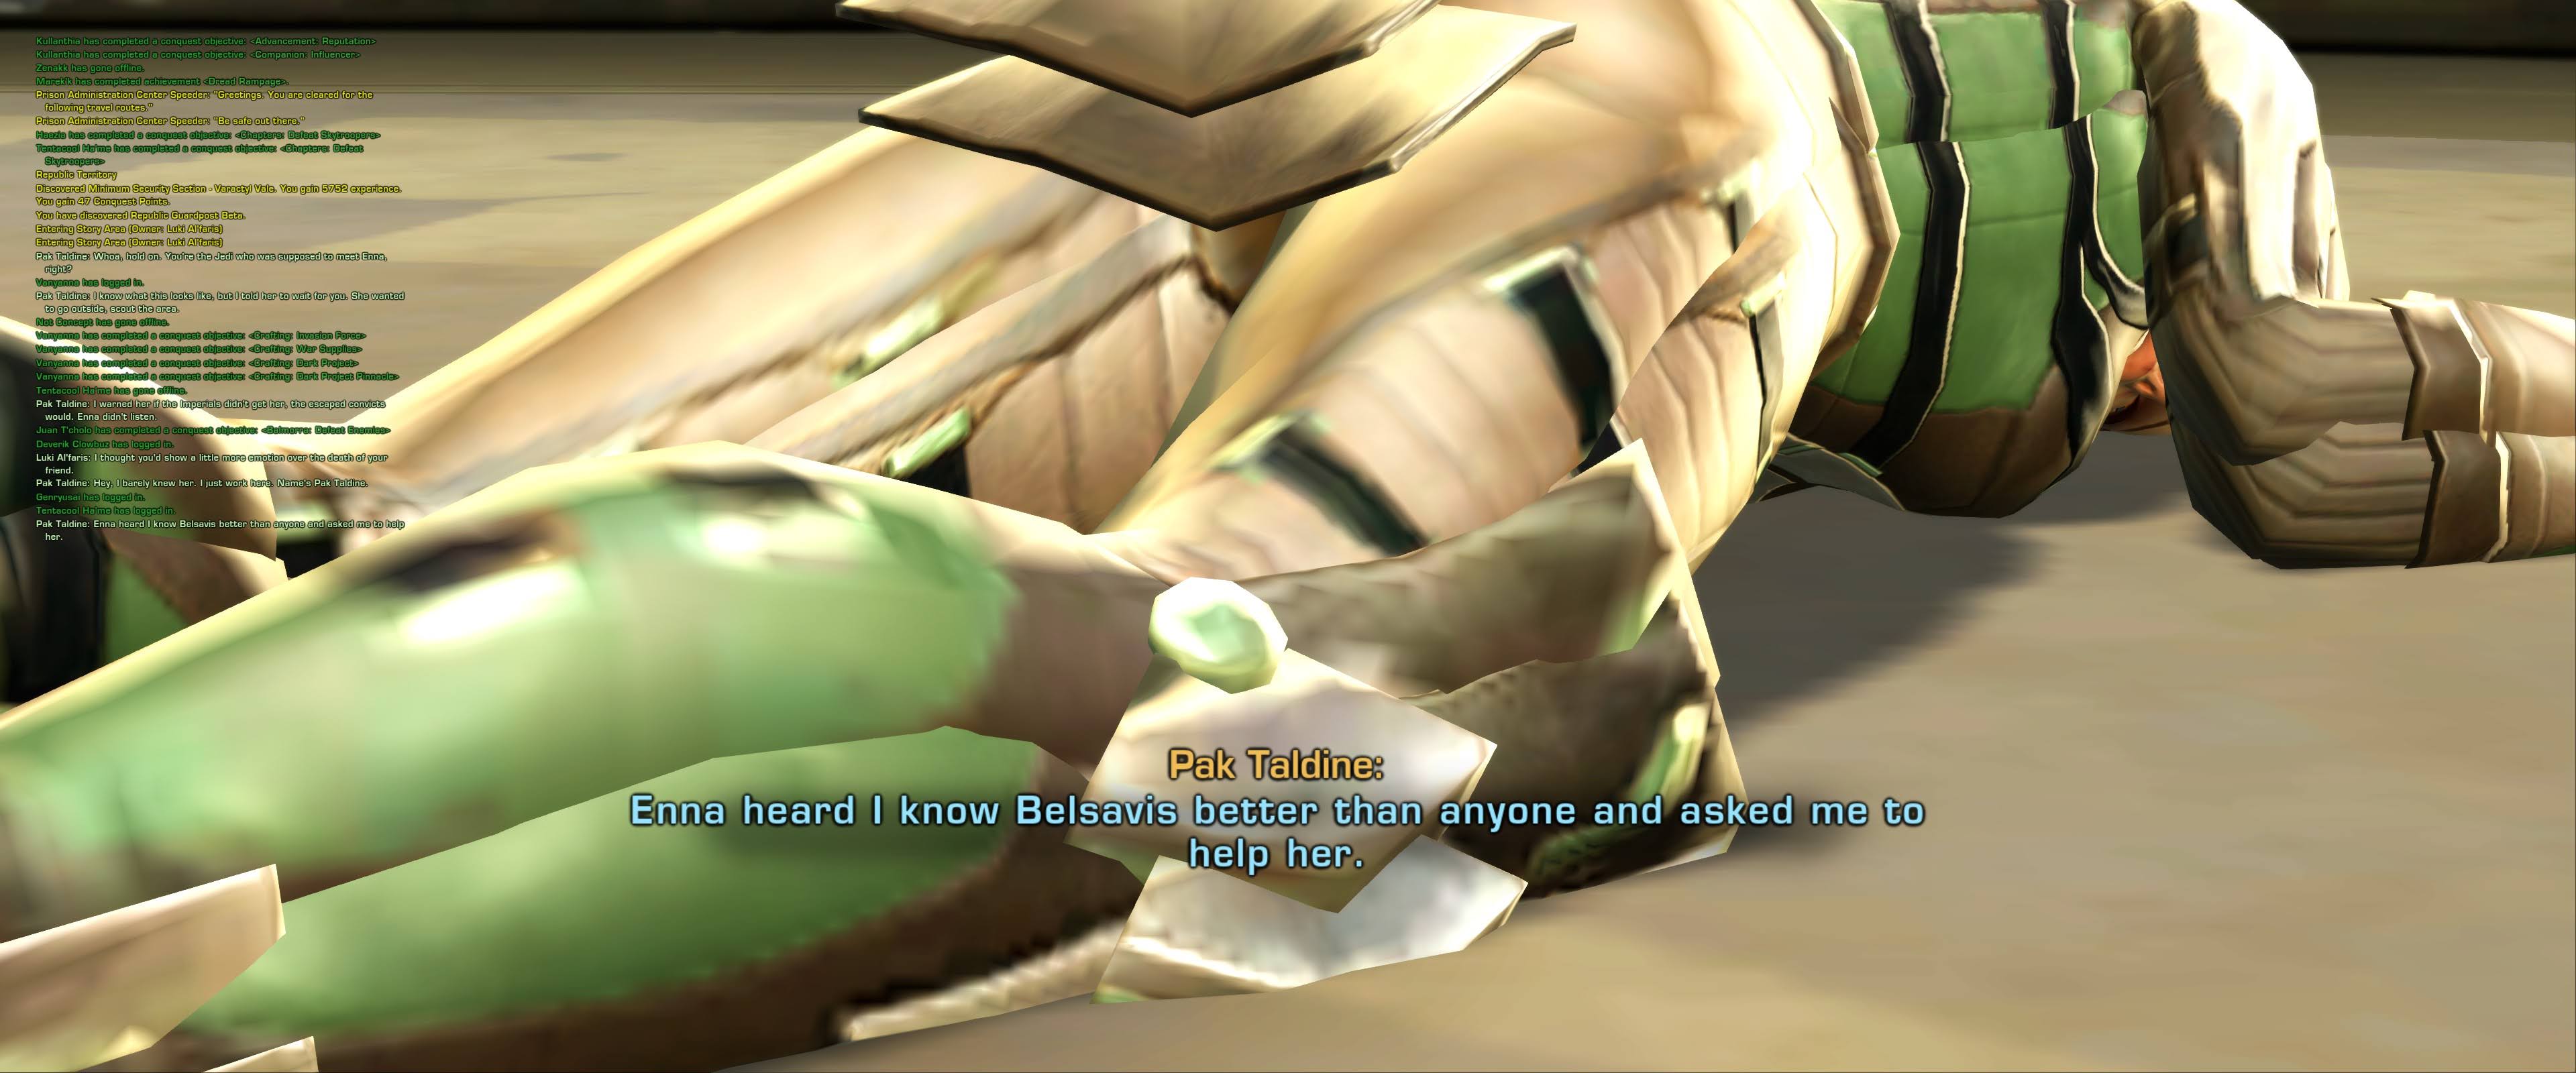 Kullanthia has completed a conquest objective: <Advancement: Reputation>
Kullanthia has completed a conquest objective: <Companion: Influencer>
Zenakk has gone offline.
Marek'k has completed achievement <Dread Rampage>.
Prison Administration Center Speeder: "Greetings. You are cleared for the
following travel routes."
Prison Administration Center Speeder: "Be safe out there."
Haezia has completed a conquest objective: <Chapters: Defeat Skytroopers>
Tentacool Ha'me has completed a conquest objective: <Chapters: Defeat
Skytroopers>
Republic Territory
Discovered Minimum Security Section - Varactyl Vale. You gain 5752 experience.
You gain 47 Conquest Points.
You have discovered Republic Guardpost Beta.
Entering Story Area (Owner: Luki Al'faris)
Entering Story Area (Owner: Luki Al'faris)
Pak Taldine: Whoa, hold on. You're the Jedi who was supposed to meet Enna,
right?
Vanyanna has logged in.
Pak Taldine: I know what this looks like, but I told her to wait for you. She wanted
to go outside, scout the area.
Not Concept has gone offline.
Vanyanna has completed a conquest objective: <Crafting: Invasion Force>
Vanyanna has completed a conquest objective: <Crafting: War Supplies>
Vanyanna has completed a conquest objective: <Crafting: Dark Project>
Vanyanna has completed a conquest objective: <Crafting: Dark Project Pinnacle>
Tentacool Ha'me has gone offline.
Pak Taldine: I warned her if the Imperials didn't get her, the escaped convicts
would. Enna didn't listen.
Juan T'cholo has completed a conquest objective: <Balmorra: Defeat Enemies>
Deverik Clowbuz has logged in.
Luki Al'faris: I thought you'd show a little more emotion over the death of your
friend.
Pak Taldine: Hey, I barely knew her. I just work here. Name's Pak Taldine.
Genryusai has logged in.
Tentacool Ha'me has logged in.
Pak Taldine: Enna heard I know Belsavis better than anyone and asked me to help
her.
Pak Taldine:
Enna heard I know Belsavis better than anyone and asked me to
help her.